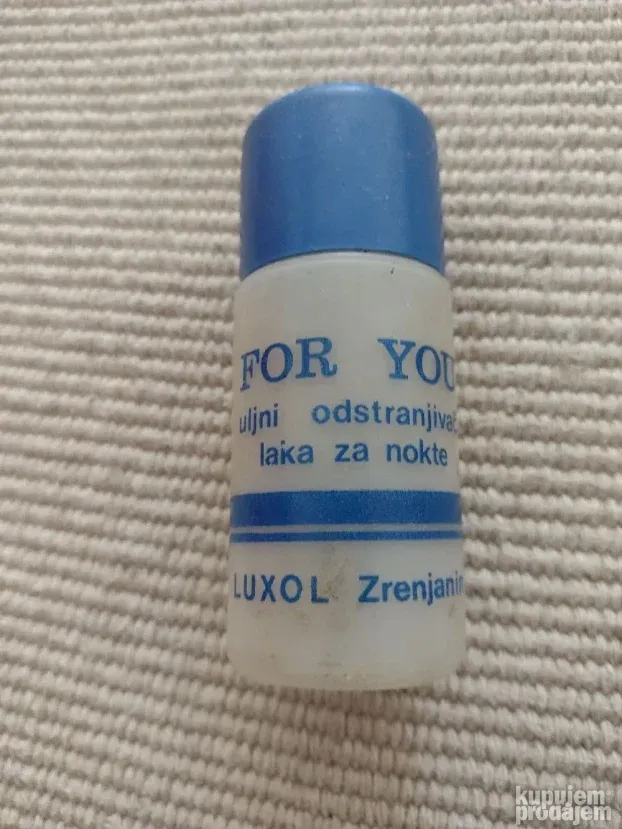 FOR YOU
uljni odstranjivač
laka za nokte
LUXOL Zrenjanin
kupujem
prodajem